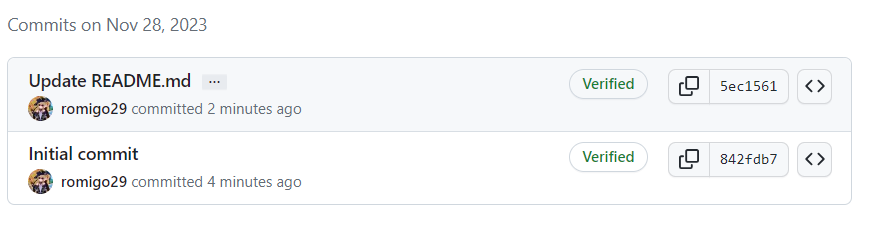 Commits on Nov 28, 2023
Update README.md ...
Verified
5ec1561
romigo29 committed 2 minutes ago
Initial commit
Verified
842fdb7
romigo29 committed 4 minutes ago